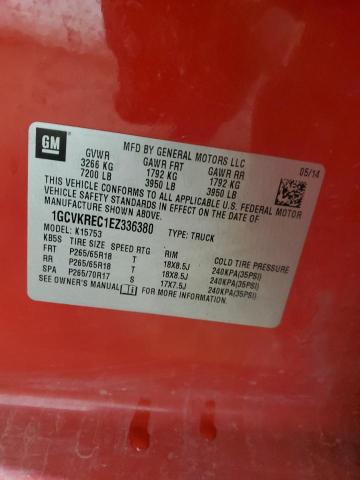 GM
MFD BY GENERAL MOTORS LLC
05/14
GVWR GAWR FRT GAWR RR
3266 KG 1792 KG 1792 KG
7200 LB 3950 LB 3950 LB
THIS VEHICLE CONFORMS TO ALL APPLICABLE U.S. FEDERAL MOTOR
VEHICLE SAFETY STANDARDS IN EFFECT ON THE DATE OF
MANUFACTURE SHOWN ABOVE.
1GCVKREC1EZ336380 TYPE: TRUCK
MODEL: K15753
KB5S TIRE SIZE SPEED RTG RIM COLD TIRE PRESSURE
FRT P265/65R18 T 18X8.5J 240KPA(35PSI)
RR P265/65R18 T 18X8.5J 240KPA(35PSI)
SPA P265/70R17 S 17X7.5J 240KPA(35PSI)
SEE OWNER'S MANUAL FOR ADDITIONAL INFORMATION